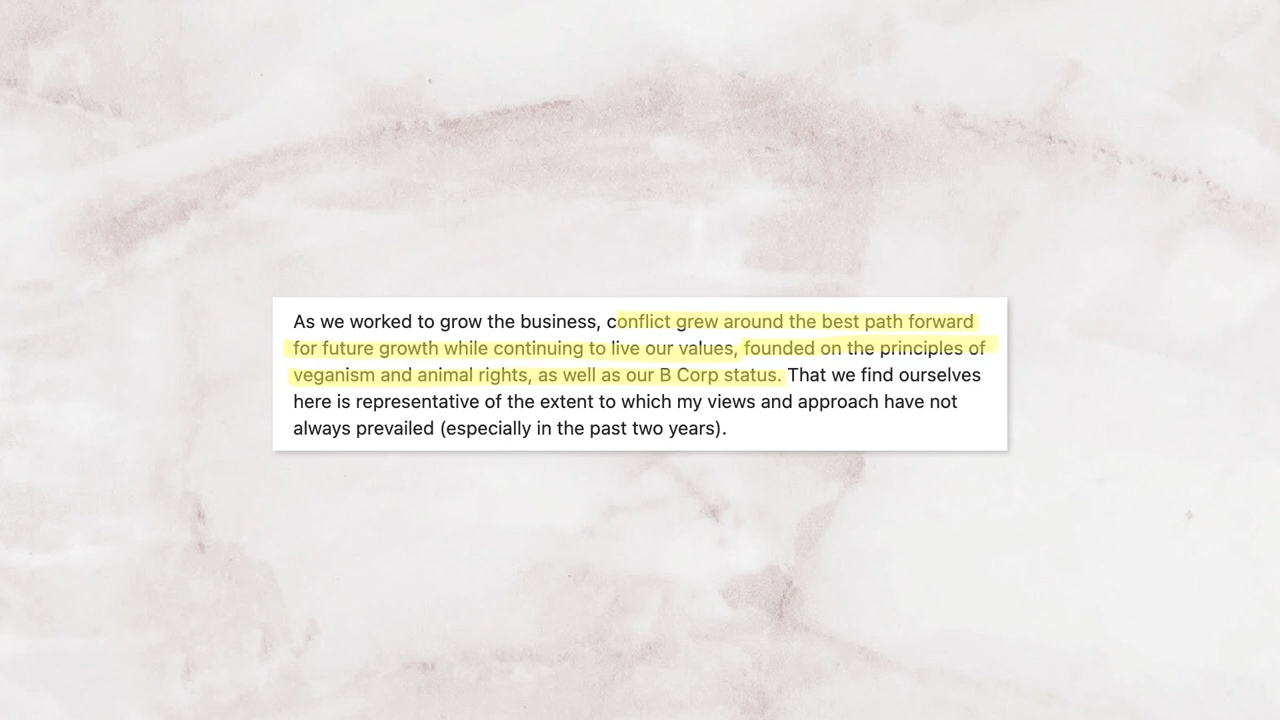 As we worked to grow the business, conflict grew around the best path forward
for future growth while continuing to live our values, founded on the principles of
veganism and animal rights, as well as our B Corp status. That we find ourselves
here is representative of the extent to which my views and approach have not
always prevailed (especially in the past two years).